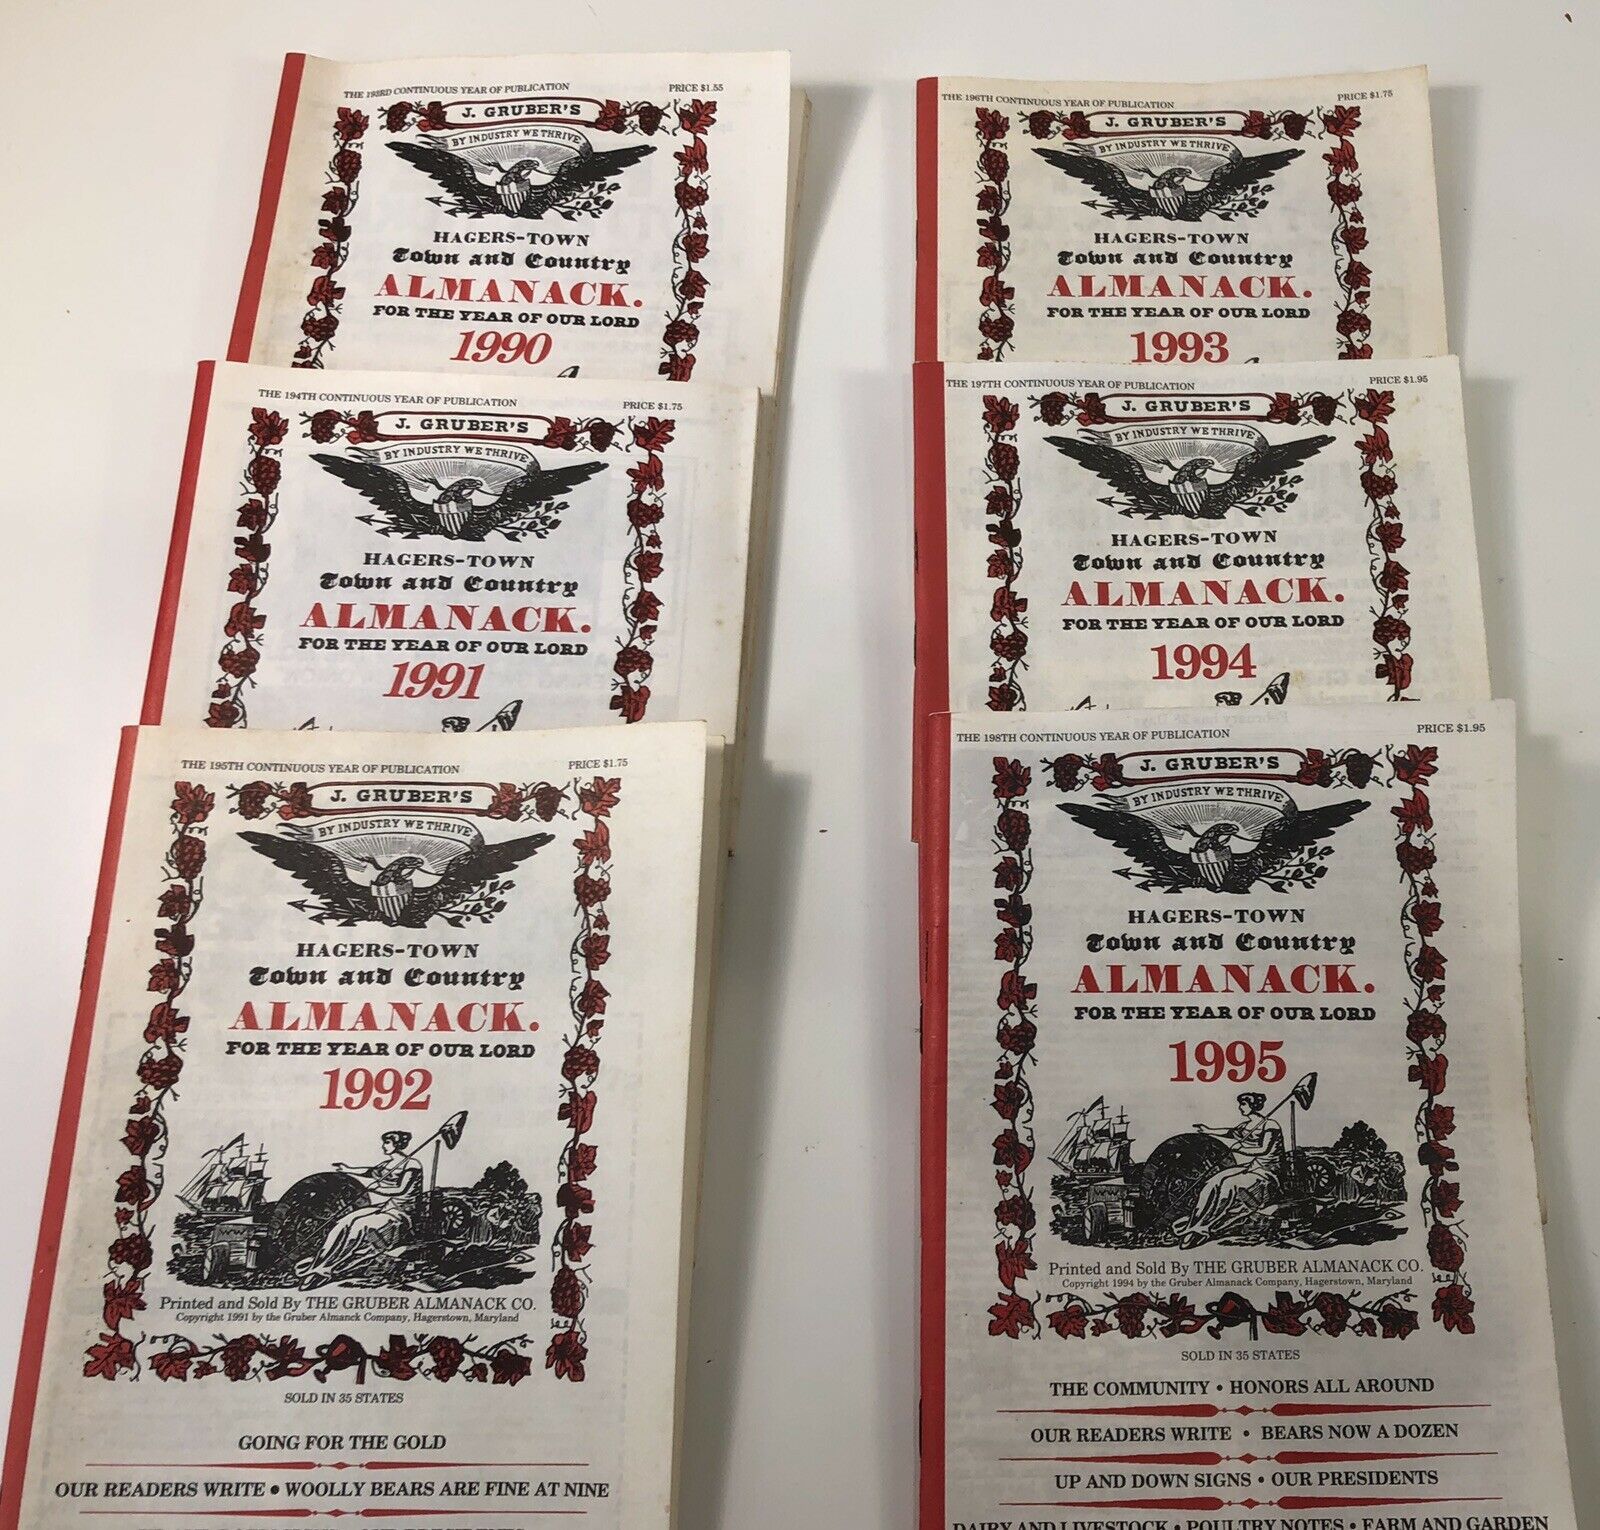 THE 193RD CONTINUOUS YEAR OF PUBLICATION PRICE $1.55
J. GRUBER'S
BY INDUSTRY WE THRIVE
HAGERS-TOWN
Town and Country
ALMANACK.
FOR THE YEAR OF OUR LORD
1990
THE 194TH CONTINUOUS YEAR OF PUBLICATION PRICE $1.75
J. GRUBER'S
BY INDUSTRY WE THRIVE
HAGERS-TOWN
Town and Country
ALMANACK.
FOR THE YEAR OF OUR LORD
1991
THE 195TH CONTINUOUS YEAR OF PUBLICATION PRICE $1.75
J. GRUBER'S
BY INDUSTRY WE THRIVE
HAGERS-TOWN
Town and Country
ALMANACK.
FOR THE YEAR OF OUR LORD
1992
Printed and Sold By THE GRUBER ALMANACK CO.
Copyright 1991 by the Gruber Almanck Company, Hagerstown, Maryland
SOLD IN 35 STATES
GOING FOR THE GOLD
OUR READERS WRITE • WOOLLY BEARS ARE FINE AT NINE
THE 196TH CONTINUOUS YEAR OF PUBLICATION PRICE $1.75
J. GRUBER'S
BY INDUSTRY WE THRIVE
HAGERS-TOWN
Town and Country
ALMANACK.
FOR THE YEAR OF OUR LORD
1993
THE 197TH CONTINUOUS YEAR OF PUBLICATION PRICE $1.95
J. GRUBER'S
BY INDUSTRY WE THRIVE
HAGERS-TOWN
Town and Country
ALMANACK.
FOR THE YEAR OF OUR LORD
1994
THE 198TH CONTINUOUS YEAR OF PUBLICATION PRICE $1.95
J. GRUBER'S
BY INDUSTRY WE THRIVE
HAGERS-TOWN
Town and Country
ALMANACK.
FOR THE YEAR OF OUR LORD
1995
Printed and Sold By THE GRUBER ALMANACK CO.
Copyright 1994 by the Gruber Almanack Company, Hagerstown, Maryland
SOLD IN 35 STATES
THE COMMUNITY • HONORS ALL AROUND
OUR READERS WRITE • BEARS NOW A DOZEN
UP AND DOWN SIGNS • OUR PRESIDENTS
DAIRY AND LIVESTOCK • POULTRY NOTES • FARM AND GARDEN